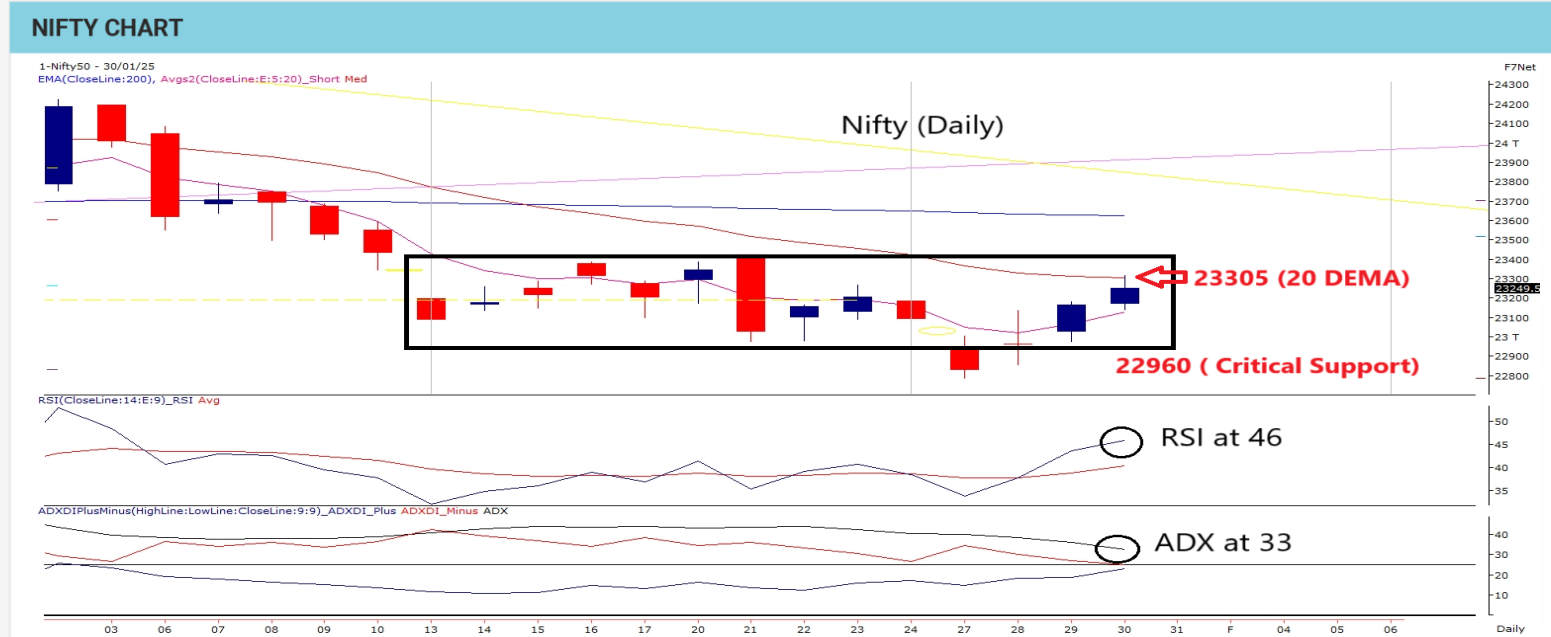 NIFTY CHART
1-Nifty50 - 30/01/25
F7Net
EMA(CloseLine:200), Avgs2(CloseLine:E:5:20)_Short Med
24300
24200
Nifty (Daily)
24100
24 T
23900
23800
23700
23600
23500
23400
23305 (20 DEMA)
23300
23249.5
23200
23100
23 T
22960 ( Critical Support)
22900
22800
RSI(CloseLine:14:E:9)_RSI Avg
50
RSI at 46
45
40
35
ADXDIPlusMinus(HighLine:LowLine:CloseLine:9:9)_ADXDI_Plus ADXDI_Minus ADX
ADX at 33
40
30
20
10
03 06 07 08 09 10 13 14 15 16 17 20 21 22 23 24 27 28 29 30 31 F 04 05 06 Daily